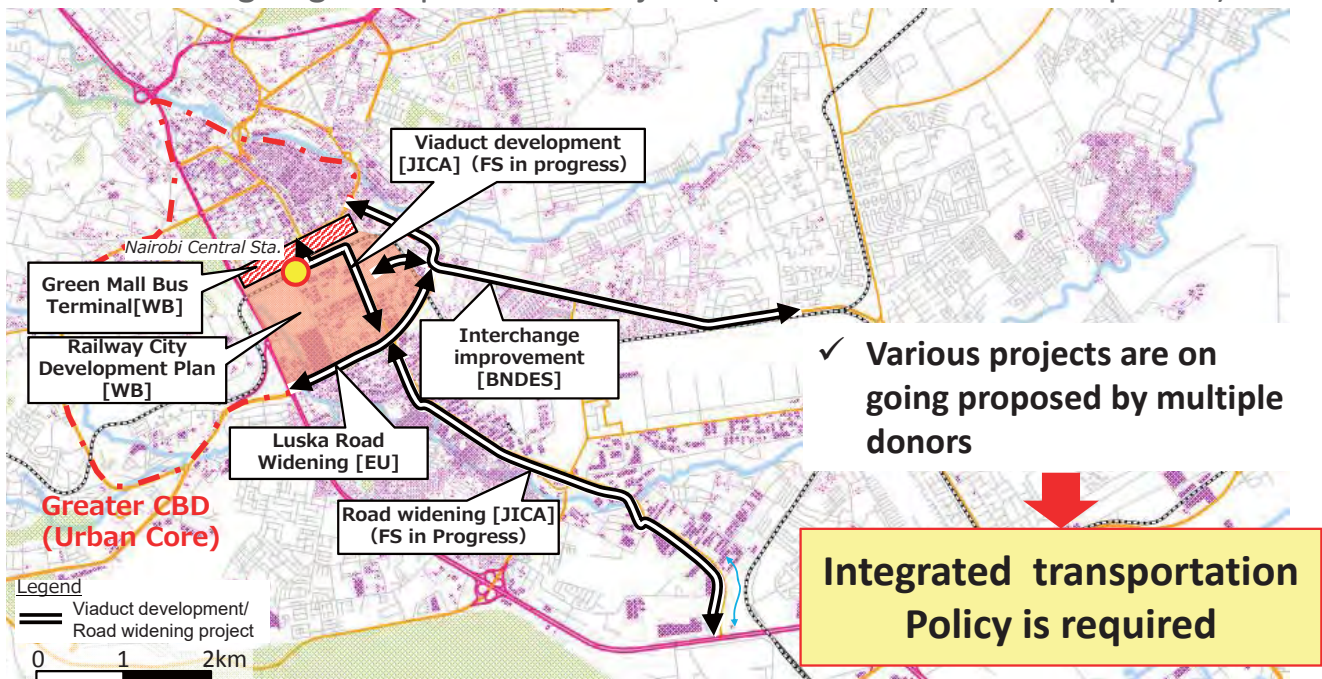 Viaduct development
[JICA] (FS in progress)
Nairobi Central Sta.
Green Mall Bus
Terminal[WB]
Railway City
Development Plan
[WB]
Interchange
improvement
[BNDES]
Luska Road
Widening [EU]
Road widening [JICA]
(FS in Progress)
Greater CBD
(Urban Core)
✓ Various projects are on
going proposed by multiple
donors
Integrated transportation
Policy is required
Legend
Viaduct development/
Road widening project
0 1 2km